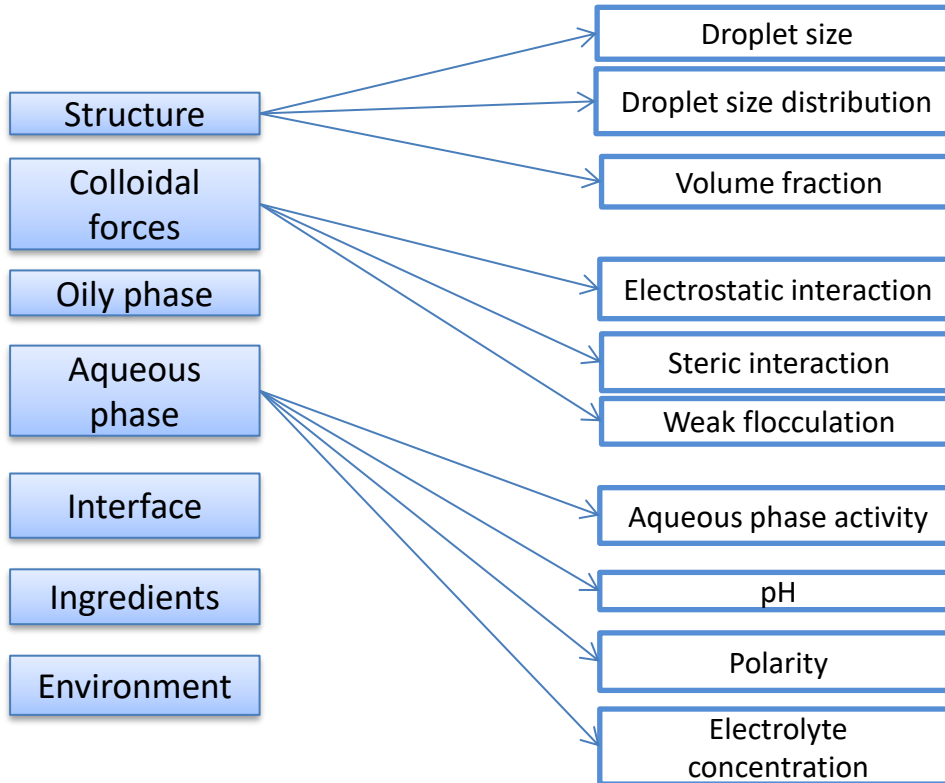 Structure
Colloidal
forces
Oily phase
Aqueous
phase
Interface
Ingredients
Environment
Droplet size
Droplet size distribution
Volume fraction
Electrostatic interaction
Steric interaction
Weak flocculation
Aqueous phase activity
pH
Polarity
Electrolyte
concentration